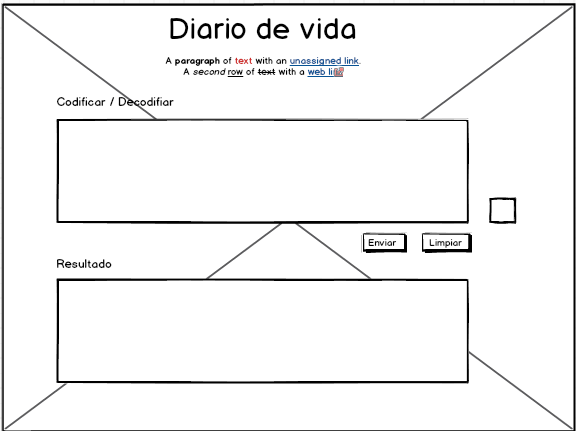 Diario de vida
A paragraph of text with an unassigned link.
A second row of text with a web link
Codificar / Decodifiar
Enviar
Limpiar
Resultado